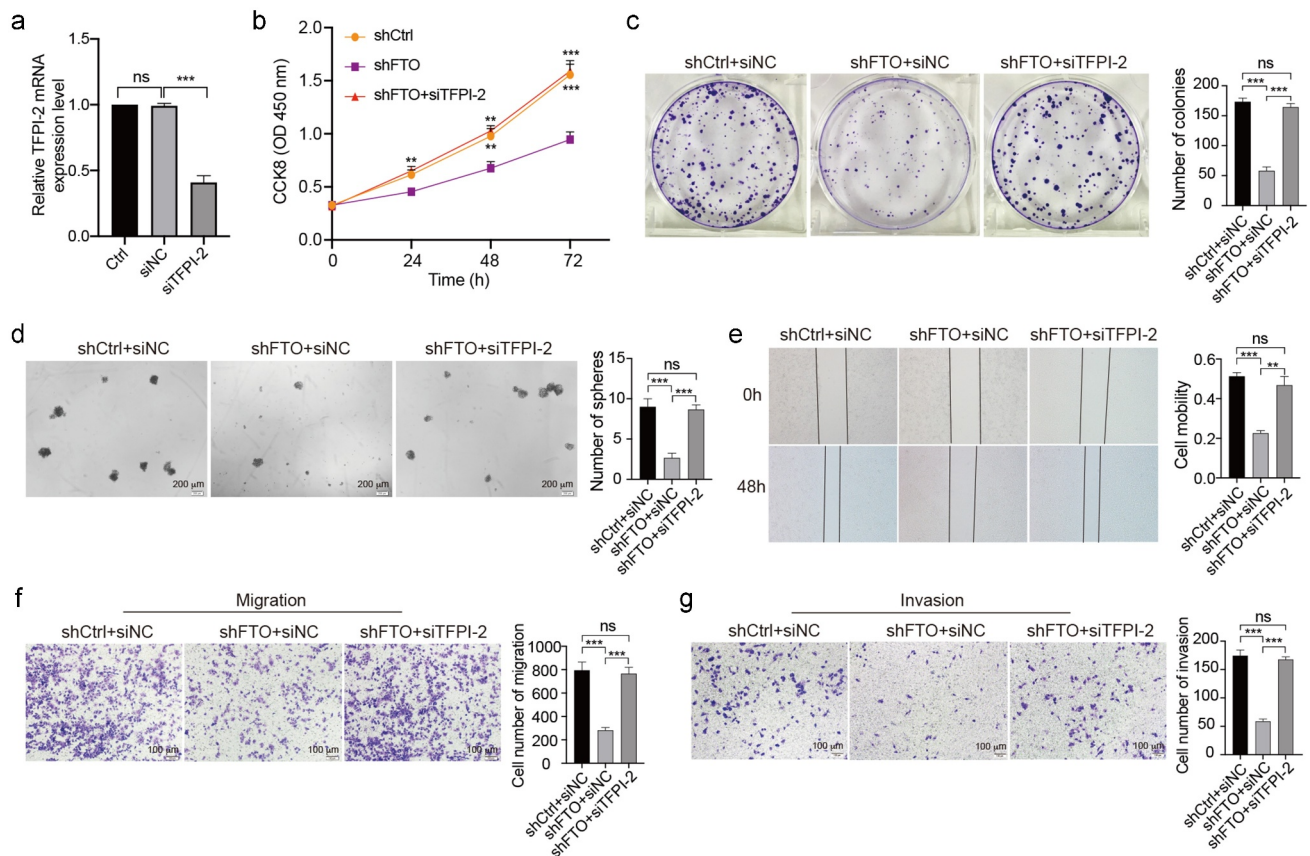 a
Relative TFPI-2 mRNA
expression level
1.5
1.0
0.5
0.0
ns
***
Ctrl
siNC
siTFPI-2
b
CCK8 (OD 450 nm)
2.0
1.5
1.0
0.5
0.0
shCtrl
shFTO
shFTO+siTFPI-2
**
**
**
***
***
0
24
48
72
Time (h)
c
shCtrl+siNC
shFTO+siNC
shFTO+siTFPI-2
Number of colonies
200
150
100
50
0
ns
***
***
shCtrl+siNC
shFTO+siNC
shFTO+siTFPI-2
d
shCtrl+siNC
shFTO+siNC
shFTO+siTFPI-2
200 μm
200 μm
200 μm
Number of spheres
15
10
5
0
ns
***
***
shCtrl+siNC
shFTO+siNC
shFTO+siTFPI-2
e
shCtrl+siNC
shFTO+siNC
shFTO+siTFPI-2
0h
48h
Cell mobility
0.6
0.4
0.2
0.0
ns
***
**
shCtrl+siNC
shFTO+siNC
shFTO+siTFPI-2
f
Migration
shCtrl+siNC
shFTO+siNC
shFTO+siTFPI-2
100 μm
100 μm
100 μm
Cell number of migration
1000
800
600
400
200
0
ns
***
***
shCtrl+siNC
shFTO+siNC
shFTO+siTFPI-2
g
Invasion
shCtrl+siNC
shFTO+siNC
shFTO+siTFPI-2
100 μm
100 μm
100 μm
Cell number of invasion
200
150
100
50
0
ns
***
***
shCtrl+siNC
shFTO+siNC
shFTO+siTFPI-2